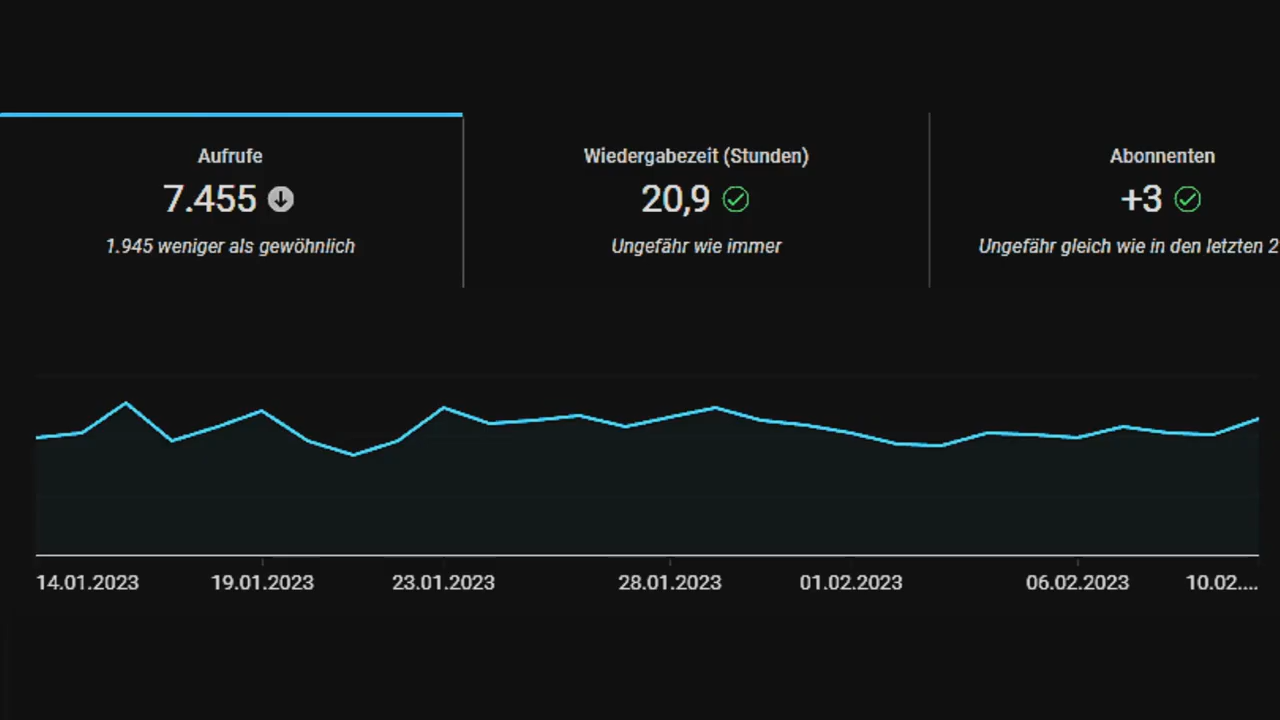 Aufrufe
7.455
1.945 weniger als gewöhnlich
Wiedergabezeit (Stunden)
20,9
Ungefähr wie immer
Abonnenten
+3
Ungefähr gleich wie in den letzten 2
14.01.2023 19.01.2023 23.01.2023 28.01.2023 01.02.2023 06.02.2023 10.02....